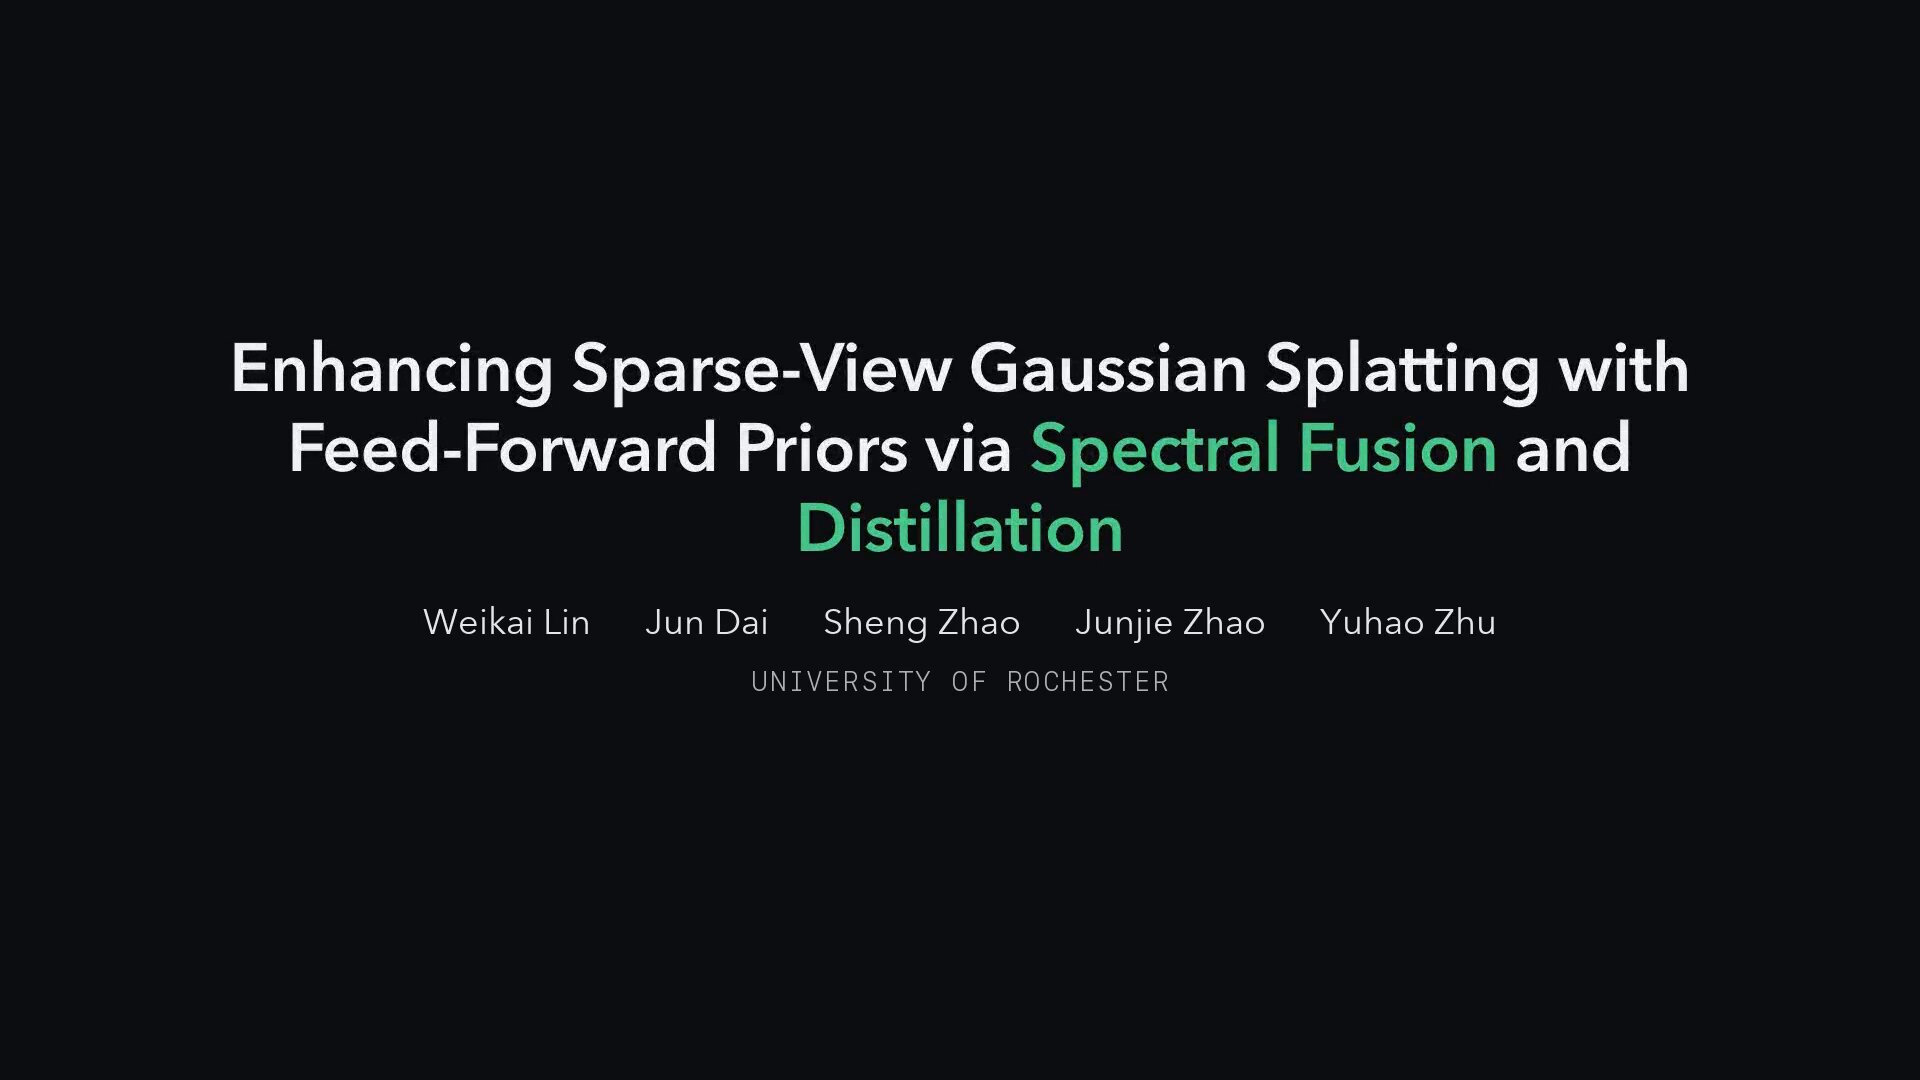 Enhancing Sparse-View Gaussian Splatting with
Feed-Forward Priors via Spectral Fusion and
Distillation
Weikai Lin Jun Dai Sheng Zhao Junjie Zhao Yuhao Zhu
UNIVERSITY OF ROCHESTER